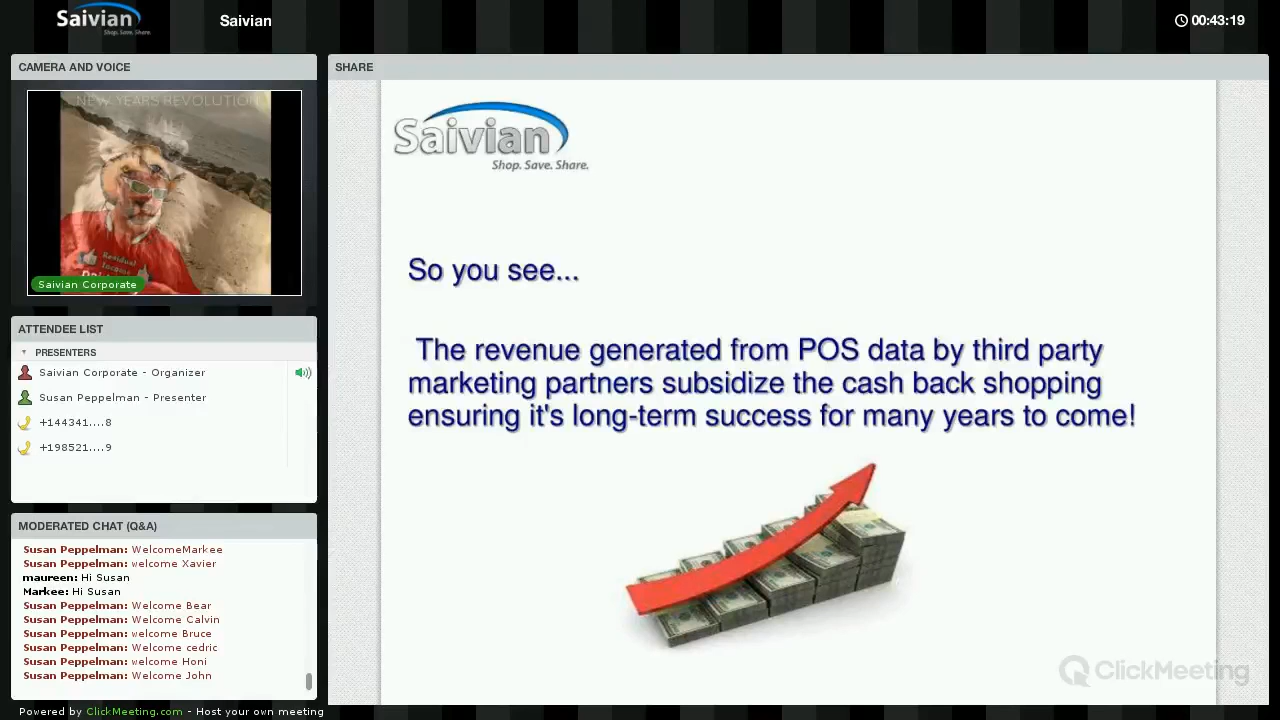 Saivian
Shop. Save. Share.
Saivian
00:43:19
CAMERA AND VOICE
NEW YEARS REVOLUTION
Residual
Income
Saivian Corporate
ATTENDEE LIST
PRESENTERS
Saivian Corporate - Organizer
Susan Peppelman - Presenter
+144341....8
+198521....9
MODERATED CHAT (Q&A)
Susan Peppelman: WelcomeMarkee
Susan Peppelman: welcome Xavier
maureen: Hi Susan
Markee: Hi Susan
Susan Peppelman: Welcome Bear
Susan Peppelman: Welcome Calvin
Susan Peppelman: welcome Bruce
Susan Peppelman: Welcome cedric
Susan Peppelman: welcome Honi
Susan Peppelman: Welcome John
Powered by ClickMeeting.com - Host your own meeting
SHARE
Saivian
Shop. Save. Share.
So you see...
The revenue generated from POS data by third party
marketing partners subsidize the cash back shopping
ensuring it's long-term success for many years to come!
ClickMeeting